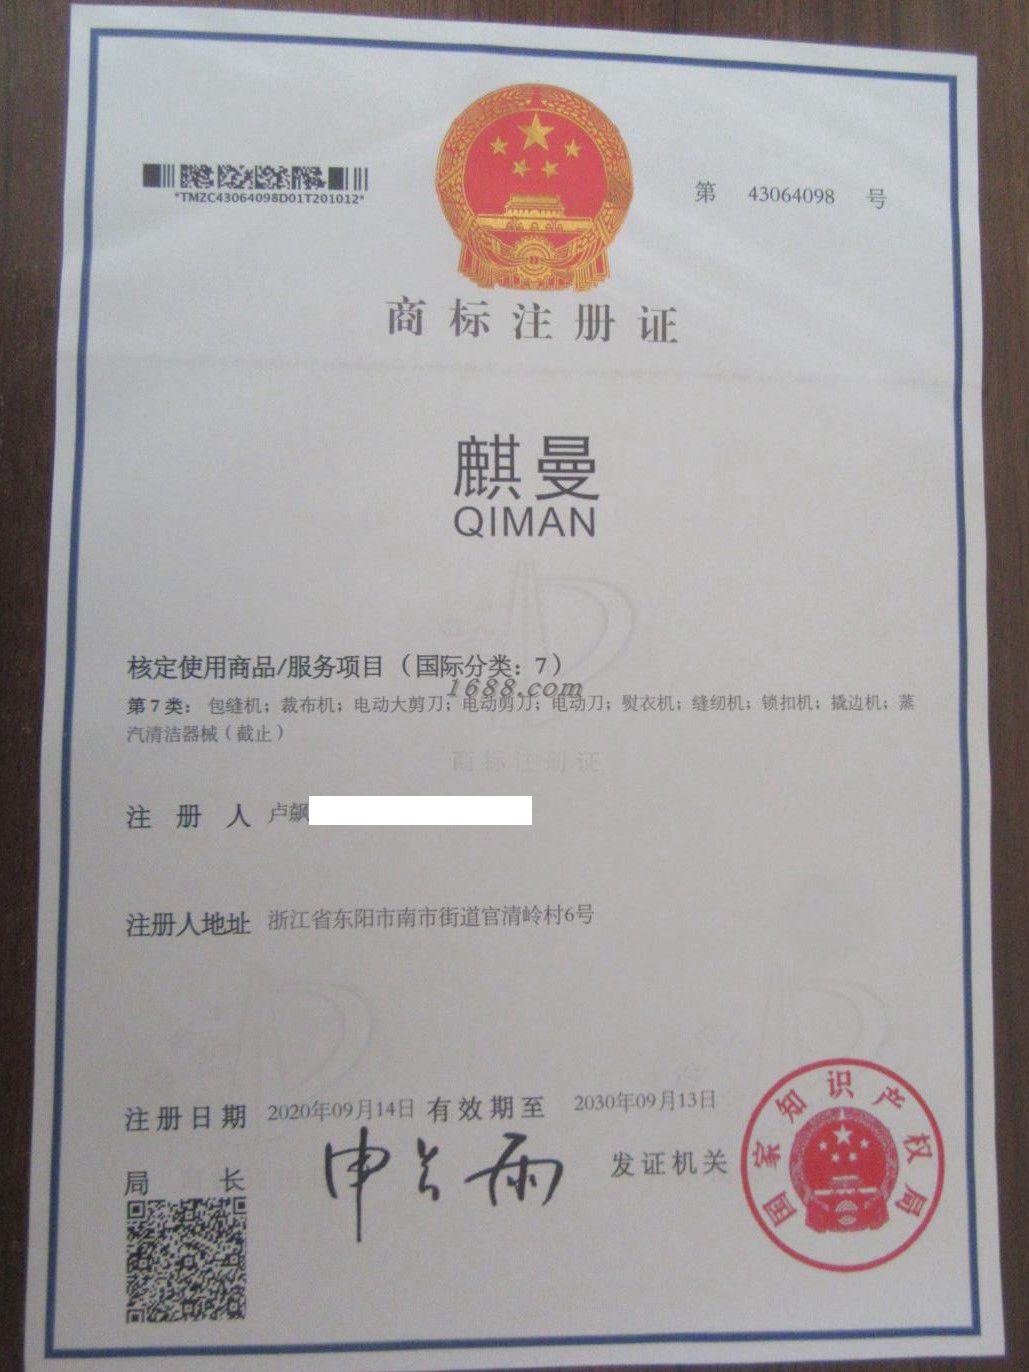 *TMZC43064098D01T201012*
第 43064098 号
商标注册证
麒曼
QIMAN
核定使用商品/服务项目（国际分类：7）
1688.com
第7类：包缝机；裁布机；电动大剪刀；电动剪刀；电动刀；熨衣机；缝纫机；锁扣机；撬边机；蒸
汽清洁器械（截止）
商标注册证
注册人 卢飙
注册人地址 浙江省东阳市南市街道官清岭村6号
注册日期 2020年09月14日 有效期至 2030年09月13日
局长 申长雨 发证机关
国家知识产权局